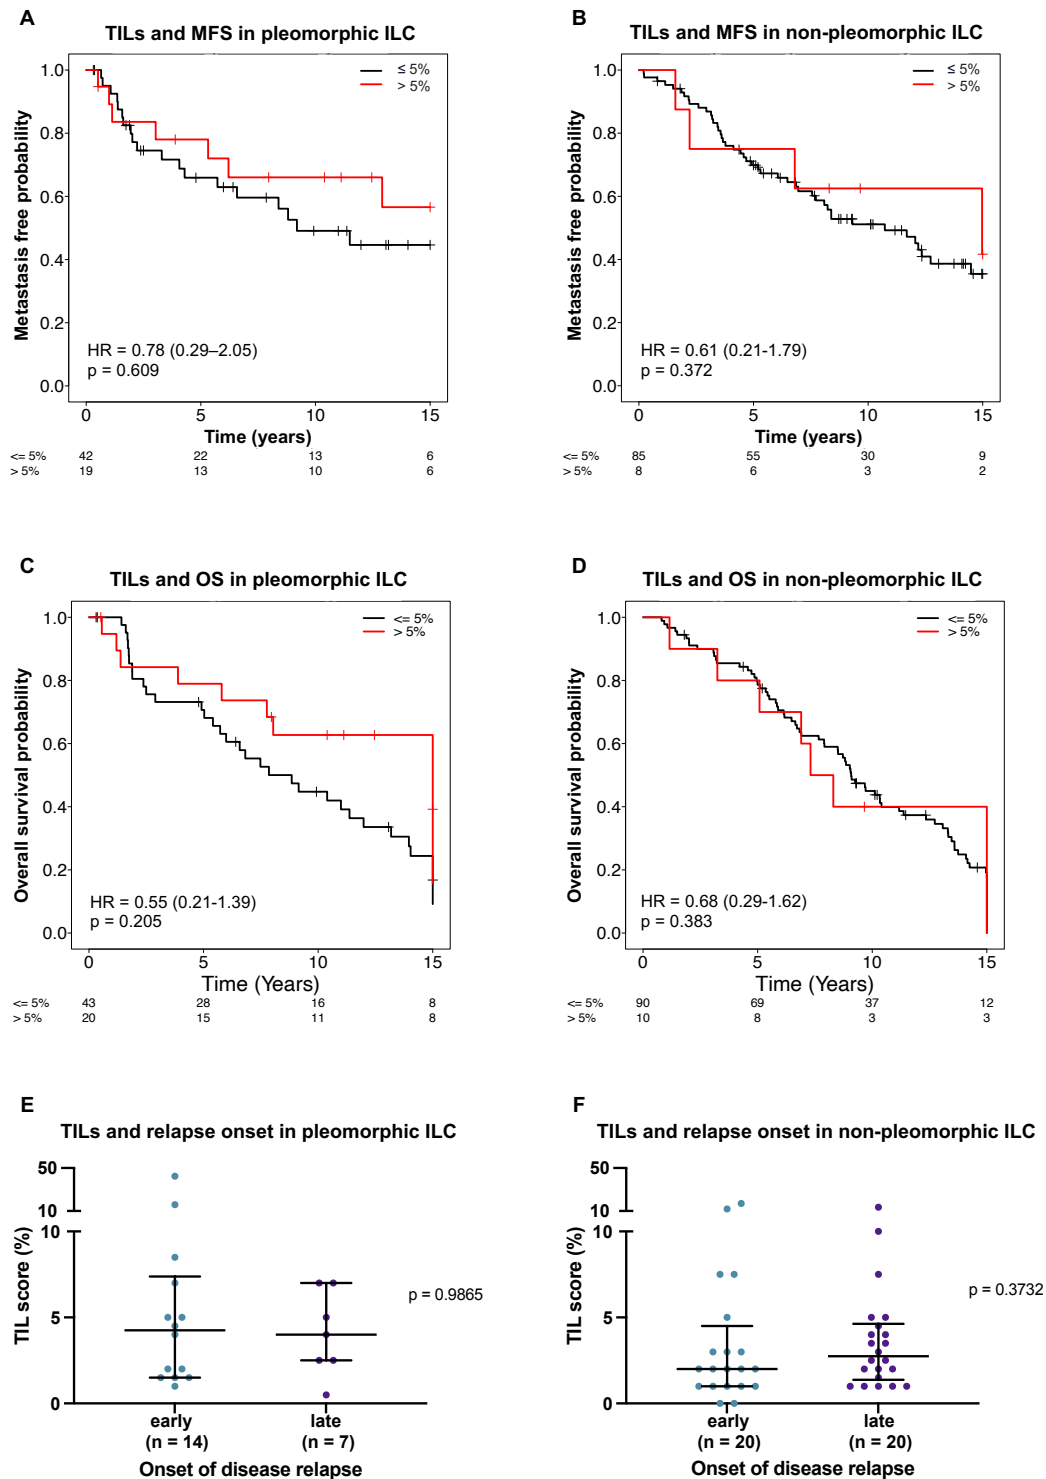 A
TILs and MFS in pleomorphic ILC
≤ 5%
> 5%
1.0
0.8
0.6
0.4
0.2
0.0
Metastasis free probability
HR = 0.78 (0.29–2.05)
p = 0.609
0 5 10 15
Time (years)
<= 5% 42 22 13 6
> 5% 19 13 10 6
B
TILs and MFS in non-pleomorphic ILC
≤ 5%
> 5%
1.0
0.8
0.6
0.4
0.2
0.0
Metastasis free probability
HR = 0.61 (0.21-1.79)
p = 0.372
0 5 10 15
Time (years)
<= 5% 85 55 30 9
> 5% 8 6 3 2
C
TILs and OS in pleomorphic ILC
<= 5%
> 5%
1.0
0.8
0.6
0.4
0.2
0.0
Overall survival probability
HR = 0.55 (0.21-1.39)
p = 0.205
0 5 10 15
Time (Years)
<= 5% 43 28 16 8
> 5% 20 15 11 8
D
TILs and OS in non-pleomorphic ILC
<= 5%
> 5%
1.0
0.8
0.6
0.4
0.2
0.0
Overall survival probability
HR = 0.68 (0.29-1.62)
p = 0.383
0 5 10 15
Time (Years)
<= 5% 90 69 37 12
> 5% 10 8 3 3
E
TILs and relapse onset in pleomorphic ILC
50
10
10
5
0
TIL score (%)
p = 0.9865
early late
(n = 14) (n = 7)
Onset of disease relapse
F
TILs and relapse onset in non-pleomorphic ILC
50
10
10
5
0
TIL score (%)
p = 0.3732
early late
(n = 20) (n = 20)
Onset of disease relapse